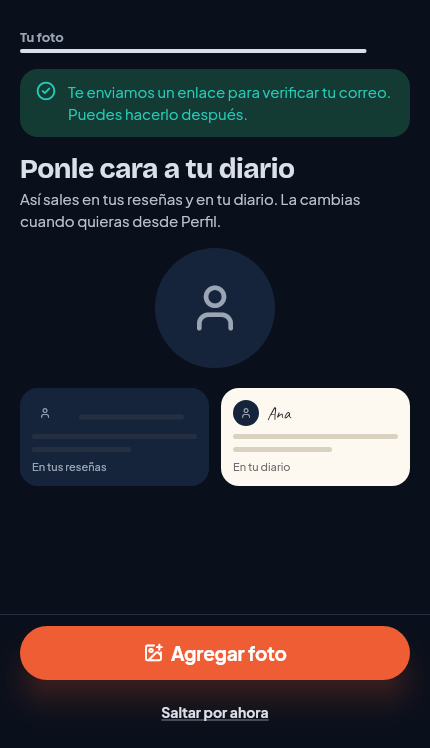 Tu foto
Te enviamos un enlace para verificar tu correo.
Puedes hacerlo después.
Ponle cara a tu diario
Así sales en tus reseñas y en tu diario. La cambias
cuando quieras desde Perfil.
Ana
En tus reseñas
En tu diario
Agregar foto
Saltar por ahora